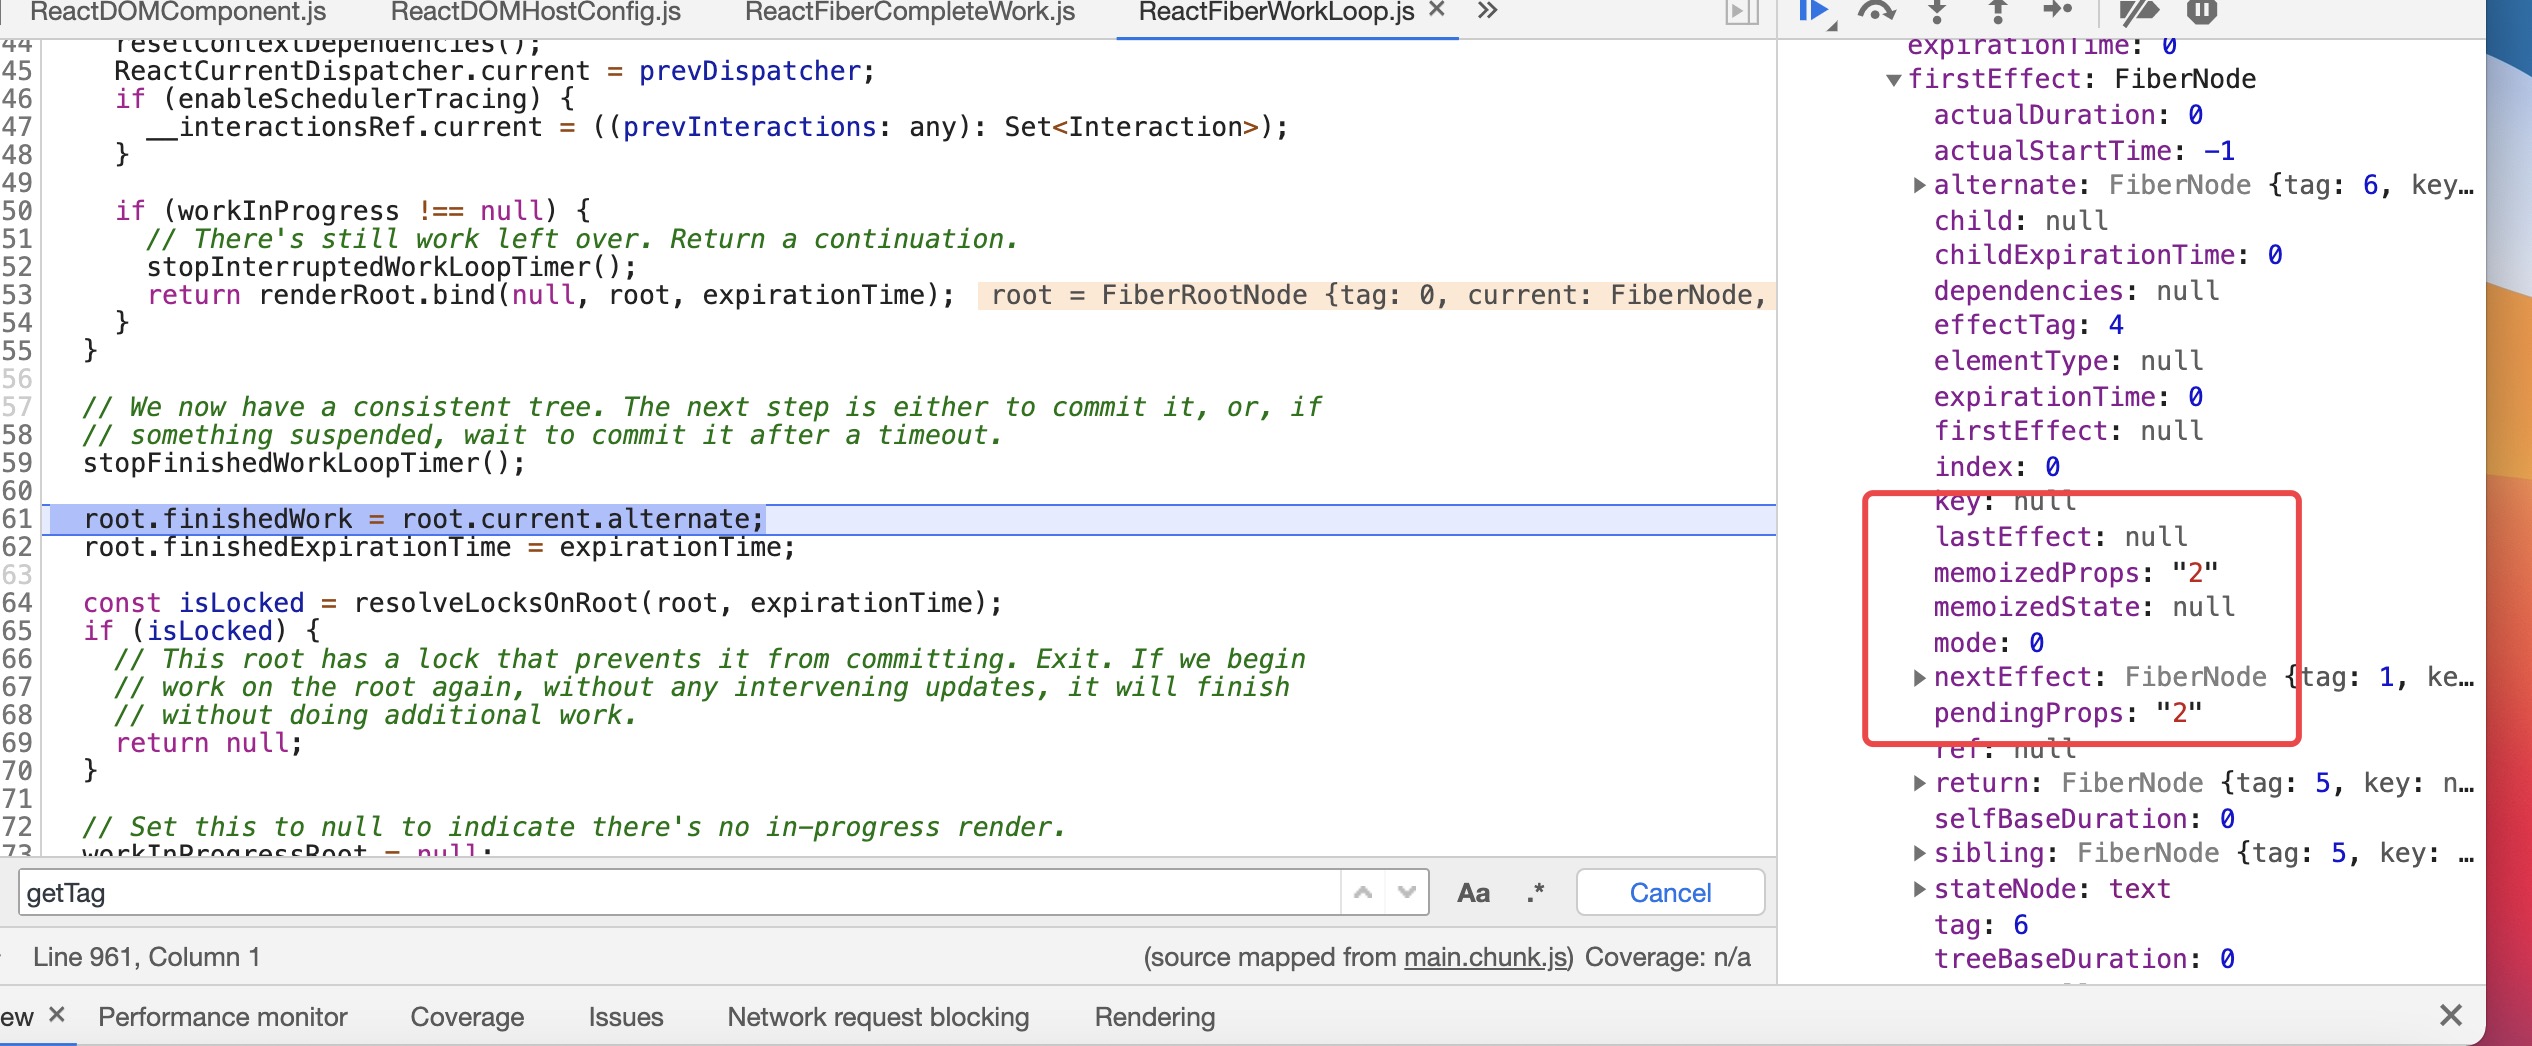 ReactDOMComponent.js ReactDOMHostConfig.js ReactFiberCompleteWork.js ReactFiberWorkLoop.js × »
44 resetContextDependencies();
45 ReactCurrentDispatcher.current = prevDispatcher;
46 if (enableSchedulerTracing) {
47 __interactionsRef.current = ((prevInteractions: any): Set<Interaction>);
48 }
49
50 if (workInProgress !== null) {
51 // There's still work left over. Return a continuation.
52 stopInterruptedWorkLoopTimer();
53 return renderRoot.bind(null, root, expirationTime); root = FiberRootNode {tag: 0, current: FiberNode,
54 }
55 }
56
57 // We now have a consistent tree. The next step is either to commit it, or, if
58 // something suspended, wait to commit it after a timeout.
59 stopFinishedWorkLoopTimer();
60
61 root.finishedWork = root.current.alternate;
62 root.finishedExpirationTime = expirationTime;
63
64 const isLocked = resolveLocksOnRoot(root, expirationTime);
65 if (isLocked) {
66 // This root has a lock that prevents it from committing. Exit. If we begin
67 // work on the root again, without any intervening updates, it will finish
68 // without doing additional work.
69 return null;
70 }
71
72 // Set this to null to indicate there's no in-progress render.
73 workInProgressRoot = null;
getTag Aa .* Cancel
Line 961, Column 1 (source mapped from main.chunk.js) Coverage: n/a
ew × Performance monitor Coverage Issues Network request blocking Rendering ×
expirationTime: 0
▼firstEffect: FiberNode
actualDuration: 0
actualStartTime: -1
▶alternate: FiberNode {tag: 6, key…
child: null
childExpirationTime: 0
dependencies: null
effectTag: 4
elementType: null
expirationTime: 0
firstEffect: null
index: 0
key: null
lastEffect: null
memoizedProps: "2"
memoizedState: null
mode: 0
▶nextEffect: FiberNode {tag: 1, ke…
pendingProps: "2"
ref: null
▶return: FiberNode {tag: 5, key: n…
selfBaseDuration: 0
▶sibling: FiberNode {tag: 5, key: …
▶stateNode: text
tag: 6
treeBaseDuration: 0